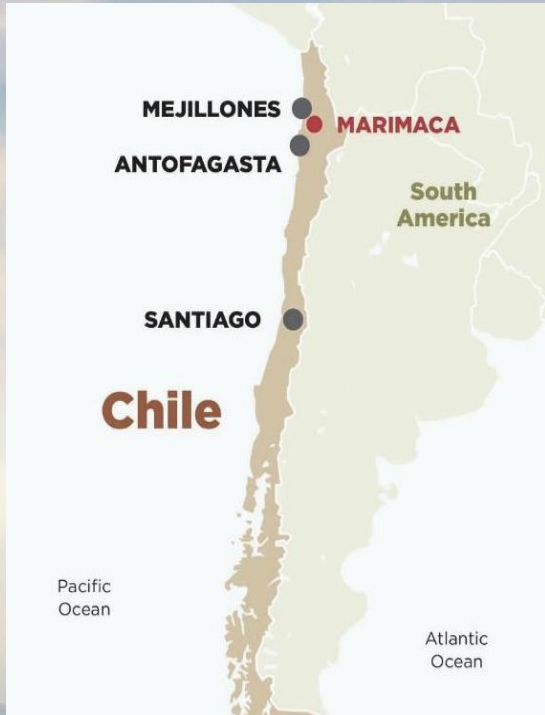 MEJILLONES
MARIMACA
ANTOFAGASTA
South
America
SANTIAGO
Chile
Pacific
Ocean
Atlantic
Ocean